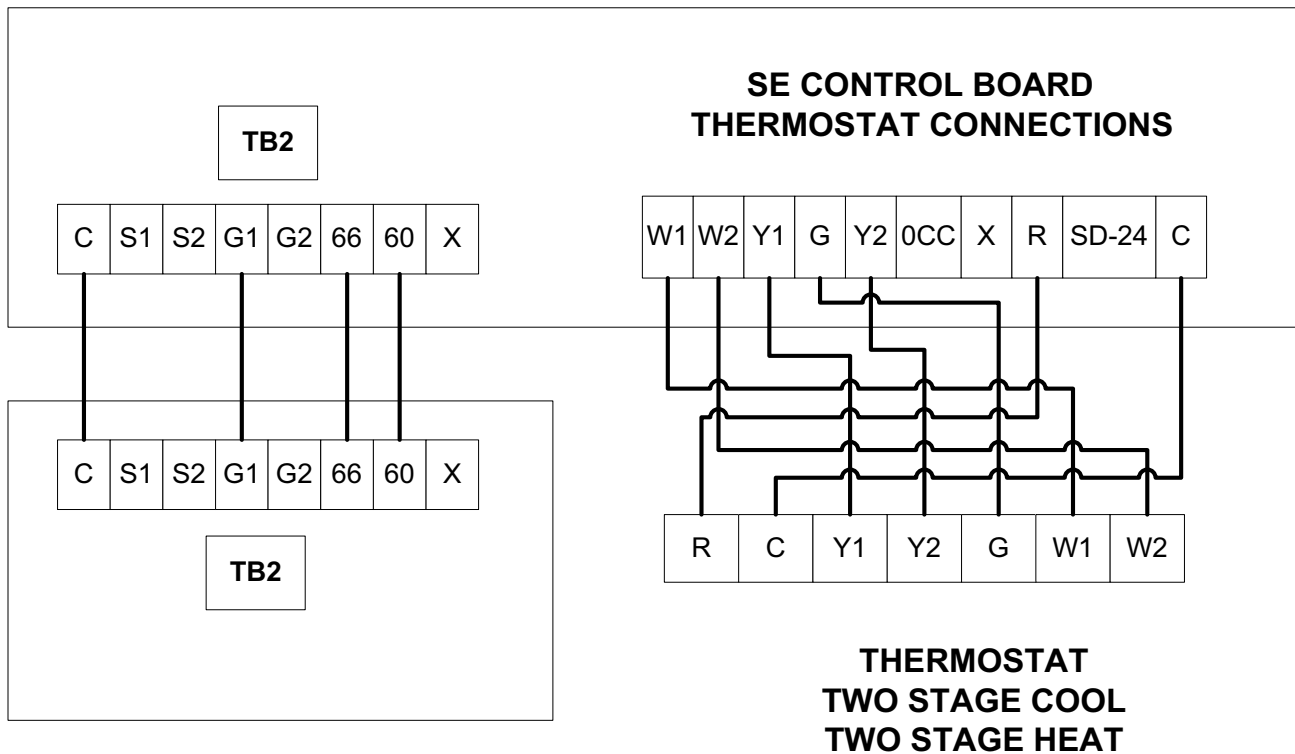 SE CONTROL BOARD
THERMOSTAT CONNECTIONS
TB2
C S1 S2 G1 G2 66 60 X
W1 W2 Y1 G Y2 0CC X R SD-24 C
C S1 S2 G1 G2 66 60 X
TB2
R C Y1 Y2 G W1 W2
THERMOSTAT
TWO STAGE COOL
TWO STAGE HEAT